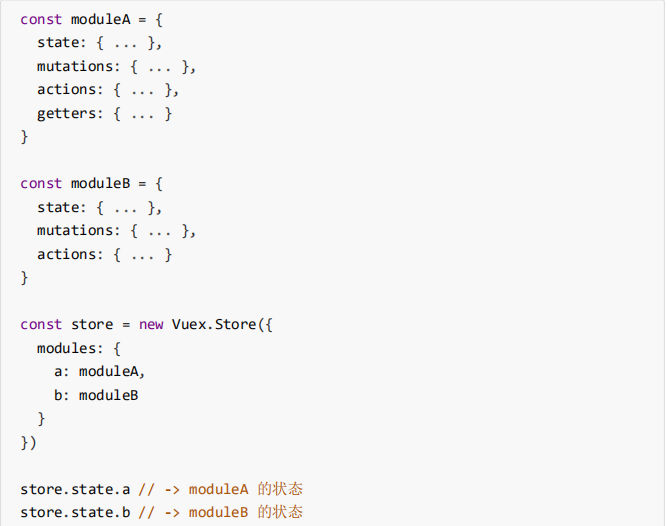 const moduleA = {
  state: { ... },
  mutations: { ... },
  actions: { ... },
  getters: { ... }
}

const moduleB = {
  state: { ... },
  mutations: { ... },
  actions: { ... }
}

const store = new Vuex.Store({
  modules: {
    a: moduleA,
    b: moduleB
  }
})

store.state.a // -> moduleA 的状态
store.state.b // -> moduleB 的状态